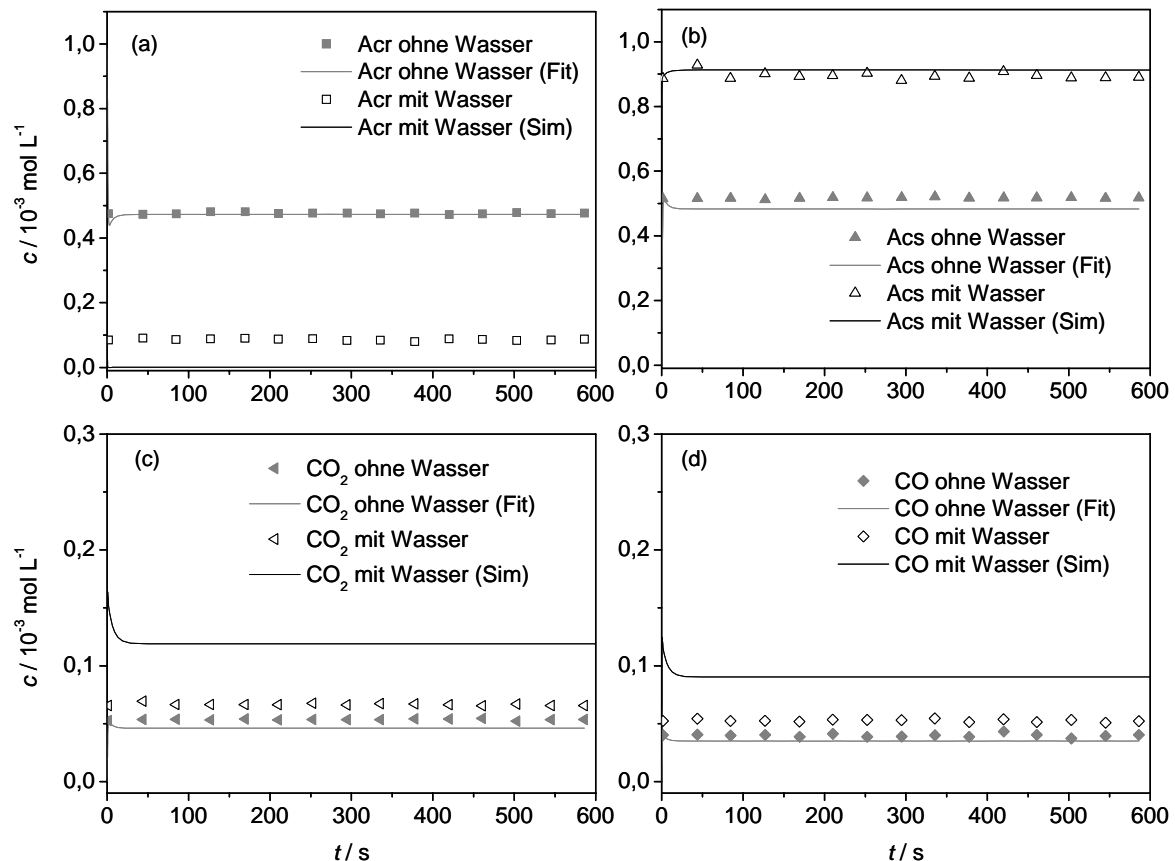 (a)
Acr ohne Wasser
Acr ohne Wasser (Fit)
Acr mit Wasser
Acr mit Wasser (Sim)
1,0
0,8
0,6
0,4
0,2
0,0
c / 10⁻³ mol L⁻¹
0 100 200 300 400 500 600
(b)
Acs ohne Wasser
Acs ohne Wasser (Fit)
Acs mit Wasser
Acs mit Wasser (Sim)
1,0
0,8
0,6
0,4
0,2
0,0
0 100 200 300 400 500 600
(c)
CO₂ ohne Wasser
CO₂ ohne Wasser (Fit)
CO₂ mit Wasser
CO₂ mit Wasser (Sim)
0,3
0,2
0,1
0,0
c / 10⁻³ mol L⁻¹
0 100 200 300 400 500 600
t / s
(d)
CO ohne Wasser
CO ohne Wasser (Fit)
CO mit Wasser
CO mit Wasser (Sim)
0,3
0,2
0,1
0,0
0 100 200 300 400 500 600
t / s